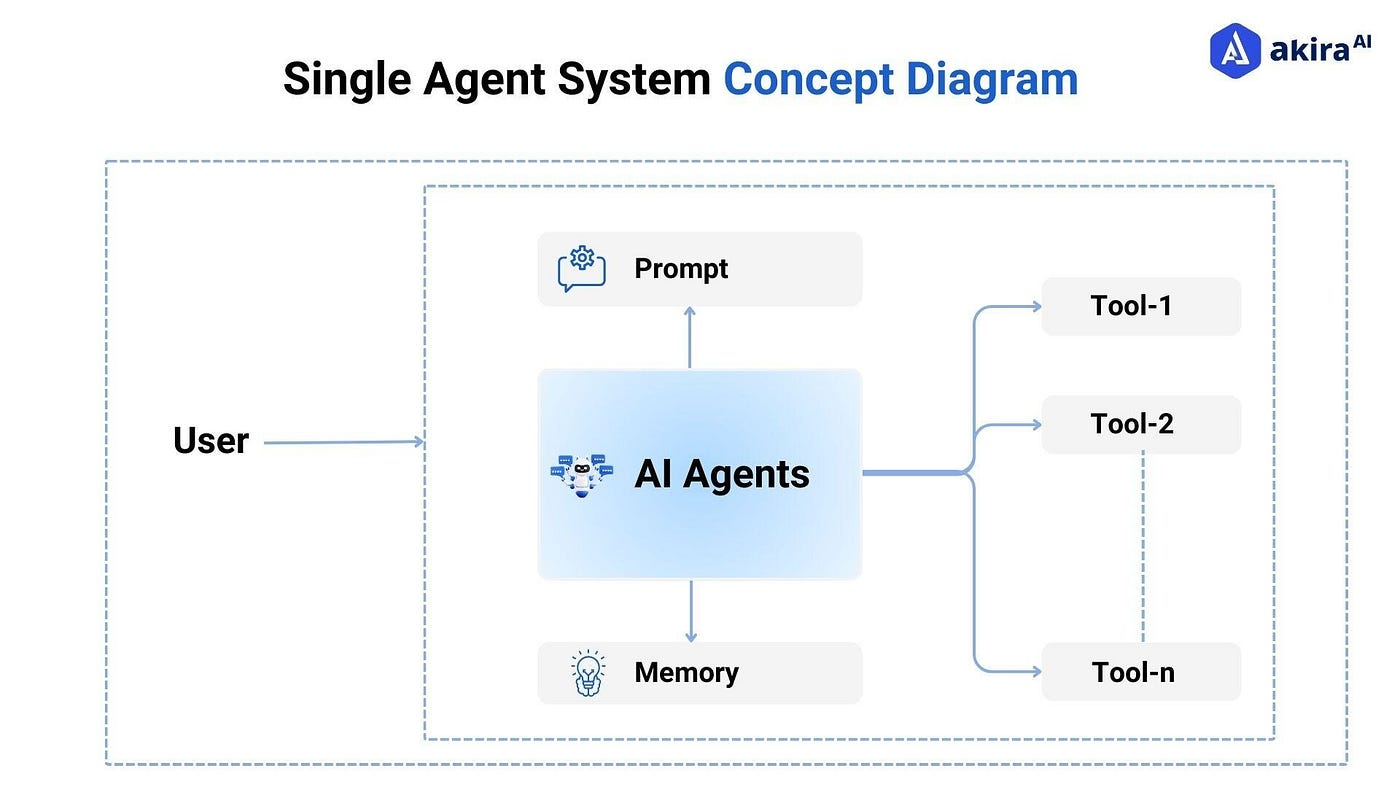 akira AI
Single Agent System Concept Diagram
Prompt
Tool-1
Tool-2
User
AI Agents
Memory
Tool-n